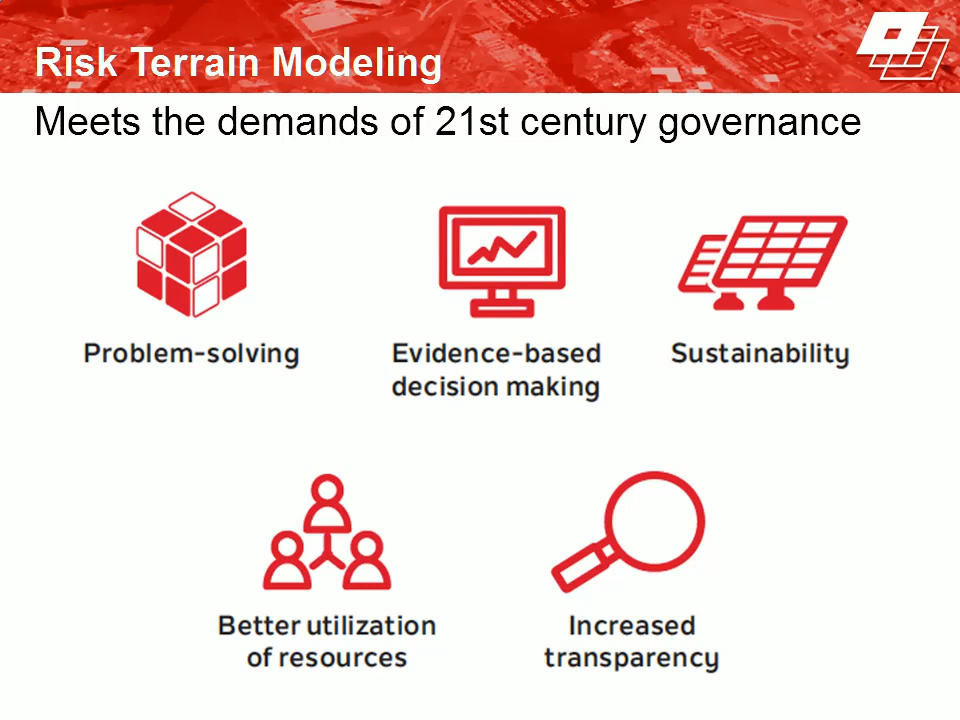 Risk Terrain Modeling
Meets the demands of 21st century governance
Problem-solving
Evidence-based
decision making
Sustainability
Better utilization
of resources
Increased
transparency